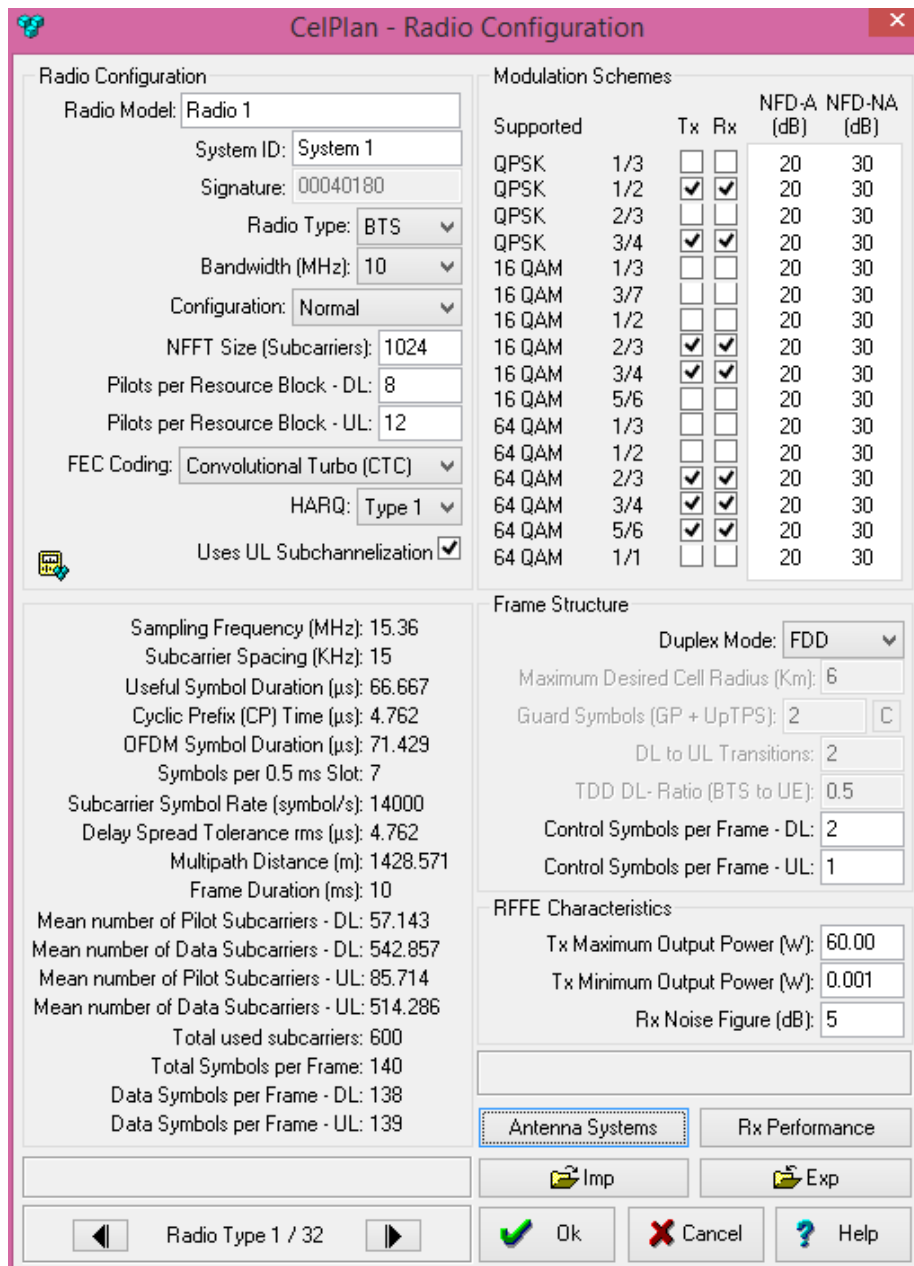 CelPlan - Radio Configuration
Radio Configuration
Radio Model: Radio 1
System ID: System 1
Signature: 00040180
Radio Type: BTS
Bandwidth (MHz): 10
Configuration: Normal
NFFT Size (Subcarriers): 1024
Pilots per Resource Block - DL: 8
Pilots per Resource Block - UL: 12
FEC Coding: Convolutional Turbo (CTC)
HARQ: Type 1
Uses UL Subchannelization
Sampling Frequency (MHz): 15.36
Subcarrier Spacing (KHz): 15
Useful Symbol Duration (µs): 66.667
Cyclic Prefix (CP) Time (µs): 4.762
OFDM Symbol Duration (µs): 71.429
Symbols per 0.5 ms Slot: 7
Subcarrier Symbol Rate (symbol/s): 14000
Delay Spread Tolerance rms (µs): 4.762
Multipath Distance (m): 1428.571
Frame Duration (ms): 10
Mean number of Pilot Subcarriers - DL: 57.143
Mean number of Data Subcarriers - DL: 542.857
Mean number of Pilot Subcarriers - UL: 85.714
Mean number of Data Subcarriers - UL: 514.286
Total used subcarriers: 600
Total Symbols per Frame: 140
Data Symbols per Frame - DL: 138
Data Symbols per Frame - UL: 139
Radio Type 1 / 32
Modulation Schemes
NFD-A NFD-NA
Supported Tx Rx (dB) (dB)
QPSK 1/3 20 30
QPSK 1/2 20 30
QPSK 2/3 20 30
QPSK 3/4 20 30
16 QAM 1/3 20 30
16 QAM 3/7 20 30
16 QAM 1/2 20 30
16 QAM 2/3 20 30
16 QAM 3/4 20 30
16 QAM 5/6 20 30
64 QAM 1/3 20 30
64 QAM 1/2 20 30
64 QAM 2/3 20 30
64 QAM 3/4 20 30
64 QAM 5/6 20 30
64 QAM 1/1 20 30
Frame Structure
Duplex Mode: FDD
Maximum Desired Cell Radius (Km): 6
Guard Symbols (GP + UpTPS): 2 C
DL to UL Transitions: 2
TDD DL- Ratio (BTS to UE): 0.5
Control Symbols per Frame - DL: 2
Control Symbols per Frame - UL: 1
RFFE Characteristics
Tx Maximum Output Power (W): 60.00
Tx Minimum Output Power (W): 0.001
Rx Noise Figure (dB): 5
Antenna Systems Rx Performance
Imp Exp
Ok Cancel Help